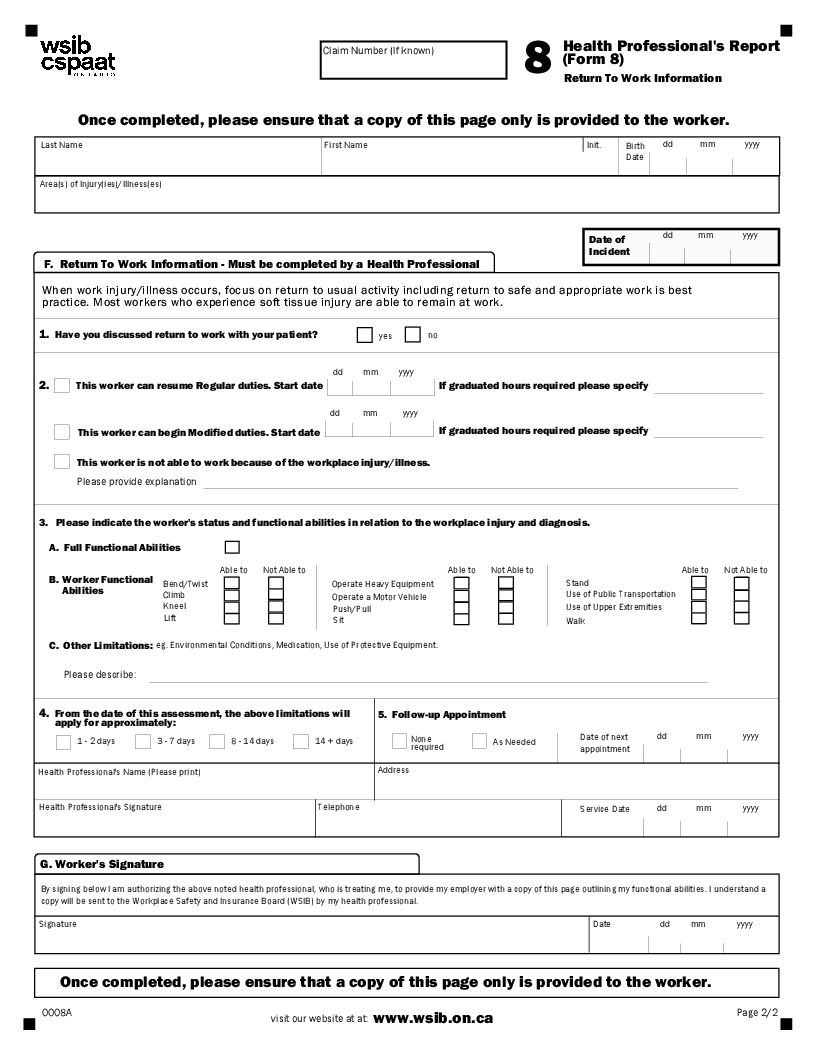 wsib
cspaat
ONTARIO
Claim Number (If known)
8
Health Professional's Report
(Form 8)
Return To Work Information
Once completed, please ensure that a copy of this page only is provided to the worker.
Last Name
First Name
Init.
Birth Date
dd mm yyyy
Area(s) of Injury(ies)/Illness(es)
Date of Incident
dd mm yyyy
F. Return To Work Information - Must be completed by a Health Professional
When work injury/illness occurs, focus on return to usual activity including return to safe and appropriate work is best
practice. Most workers who experience soft tissue injury are able to remain at work.
1. Have you discussed return to work with your patient? yes no
dd mm yyyy
2. This worker can resume Regular duties. Start date If graduated hours required please specify
dd mm yyyy
This worker can begin Modified duties. Start date If graduated hours required please specify
This worker is not able to work because of the workplace injury/illness.
Please provide explanation
3. Please indicate the worker's status and functional abilities in relation to the workplace injury and diagnosis.
A. Full Functional Abilities
B. Worker Functional
Abilities
Able to Not Able to
Bend/Twist
Climb
Kneel
Lift
Able to Not Able to
Operate Heavy Equipment
Operate a Motor Vehicle
Push/Pull
Sit
Able to Not Able to
Stand
Use of Public Transportation
Use of Upper Extremities
Walk
C. Other Limitations: eg. Environmental Conditions, Medication, Use of Protective Equipment.
Please describe:
4. From the date of this assessment, the above limitations will
apply for approximately:
1 - 2 days 3 - 7 days 8 - 14 days 14 + days
5. Follow-up Appointment
None
required
As Needed
Date of next
appointment
dd mm yyyy
Health Professional's Name (Please print)
Address
Health Professional's Signature
Telephone
Service Date
dd mm yyyy
G. Worker's Signature
By signing below I am authorizing the above noted health professional, who is treating me, to provide my employer with a copy of this page outlining my functional abilities. I understand a
copy will be sent to the Workplace Safety and Insurance Board (WSIB) by my health professional.
Signature
Date
dd mm yyyy
Once completed, please ensure that a copy of this page only is provided to the worker.
0008A
visit our website at at: www.wsib.on.ca
Page 2/2